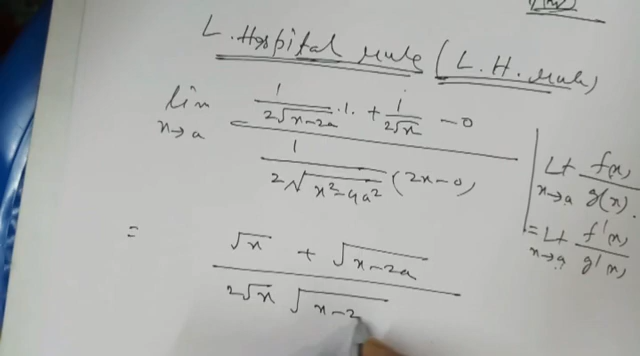 L. Hospital rule (L. H. rule)
lim x→a
1/2√x-2a .1. + 1/2√x -0
1/2√x²-4a² (2x-0)
Lt x→a f(x)/g(x).
= Lt x→a f'(x)/g'(x)
= √x + √x-2a
2√x √x-2